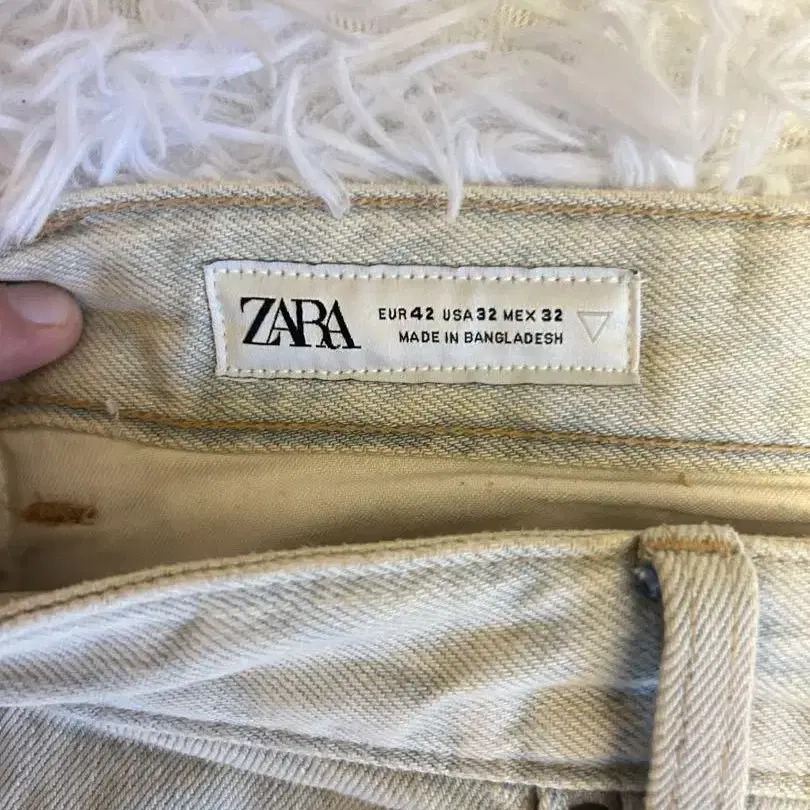 ZARA
EUR 42 USA 32 MEX 32
MADE IN BANGLADESH